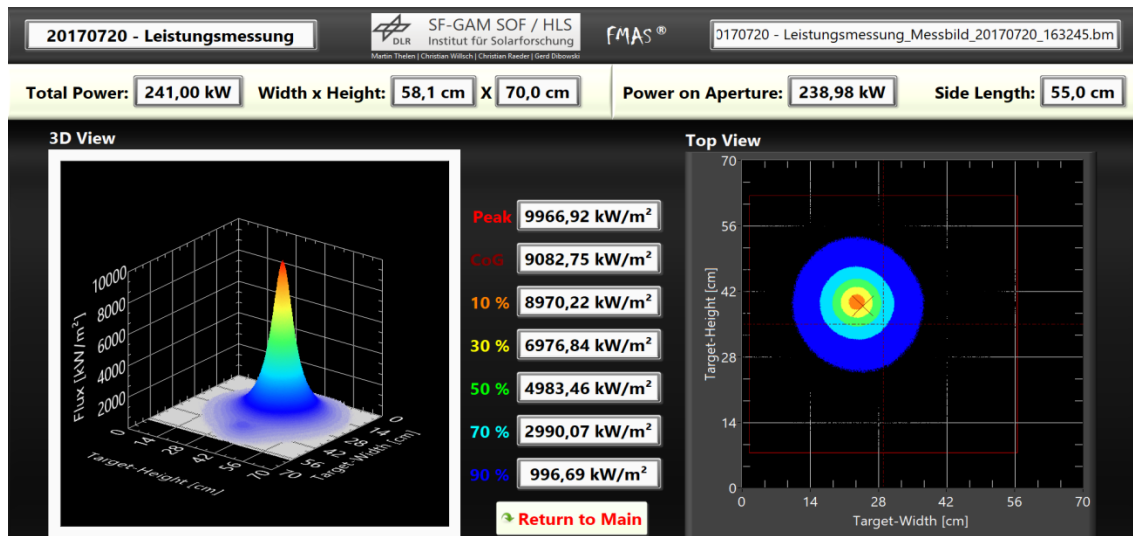 20170720 - Leistungsmessung
DLR
SF-GAM SOF / HLS
Institut für Solarforschung
Martin Thelen | Christian Willsch | Christian Raeder | Gerd Dibowski
FMAS®
0170720 - Leistungsmessung_Messbild_20170720_163245.bm
Total Power: 241,00 kW Width x Height: 58,1 cm X 70,0 cm
Power on Aperture: 238,98 kW Side Length: 55,0 cm
3D View
10000
8000
6000
4000
2000
Flux [kW/m²]
0 14 28 42 56 70
Target-Height [cm]
0 14 28 42 56 70
Target-Width [cm]
Peak 9966,92 kW/m²
CoG 9082,75 kW/m²
10 % 8970,22 kW/m²
30 % 6976,84 kW/m²
50 % 4983,46 kW/m²
70 % 2990,07 kW/m²
90 % 996,69 kW/m²
Return to Main
Top View
70
56
42
28
14
0
Target-Height [cm]
0 14 28 42 56 70
Target-Width [cm]